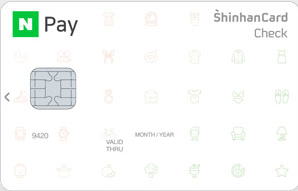 N Pay
ShinhanCard
Check
9420
MONTH / YEAR
VALID
THRU